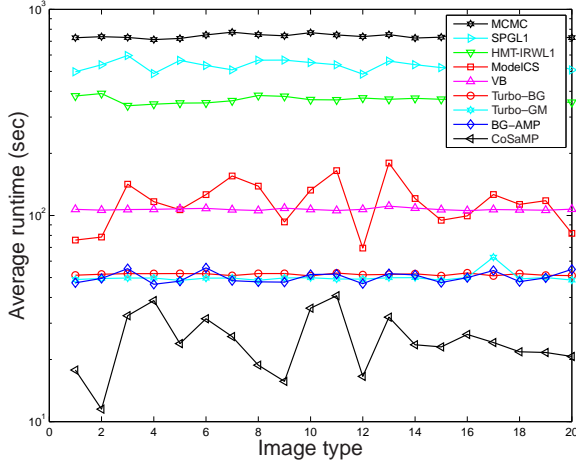 10³
10²
10¹
0
2
4
6
8
10
12
14
16
18
20
Average runtime (sec)
Image type
MCMC
SPGL1
HMT−IRWL1
ModelCS
VB
Turbo−BG
Turbo−GM
BG−AMP
CoSaMP